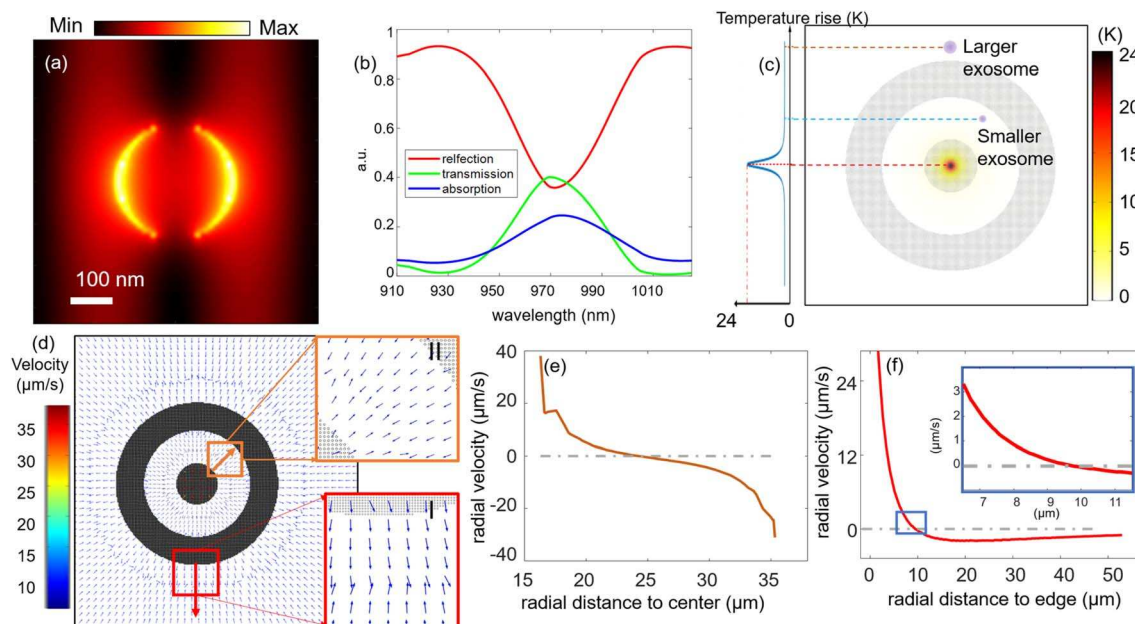 Min Max
(a)
100 nm
(b)
1
0.8
0.6
a.u.
0.4
0.2
0
relfection
transmission
absorption
910 930 950 970 990 1010
wavelength (nm)
Temperature rise (K)
(c)
24 0
Larger
exosome
Smaller
exosome
(K)
24
20
15
10
5
0
(d)
Velocity
(µm/s)
35
30
25
20
15
10
II
I
(e)
40
20
0
-20
-40
radial velocity (µm/s)
15 20 25 30 35
radial distance to center (µm)
(f)
24
12
0
radial velocity (µm/s)
0 10 20 30 40 50
radial distance to edge (µm)
3
2
1
0
(µm/s)
7 8 9 10 11
(µm)